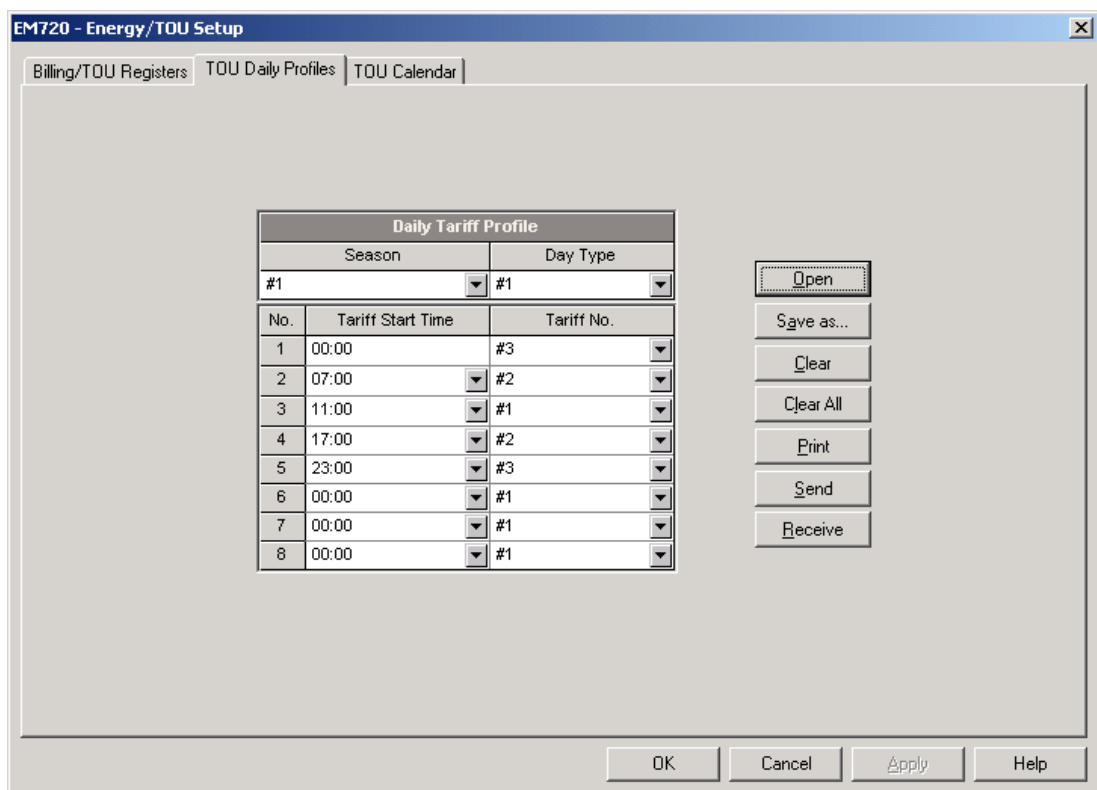 EM720 - Energy/TOU Setup
Billing/TOU Registers TOU Daily Profiles TOU Calendar
Daily Tariff Profile
Season Day Type
#1 #1
No. Tariff Start Time Tariff No.
1 00:00 #3
2 07:00 #2
3 11:00 #1
4 17:00 #2
5 23:00 #3
6 00:00 #1
7 00:00 #1
8 00:00 #1
Open
Save as...
Clear
Clear All
Print
Send
Receive
OK Cancel Apply Help